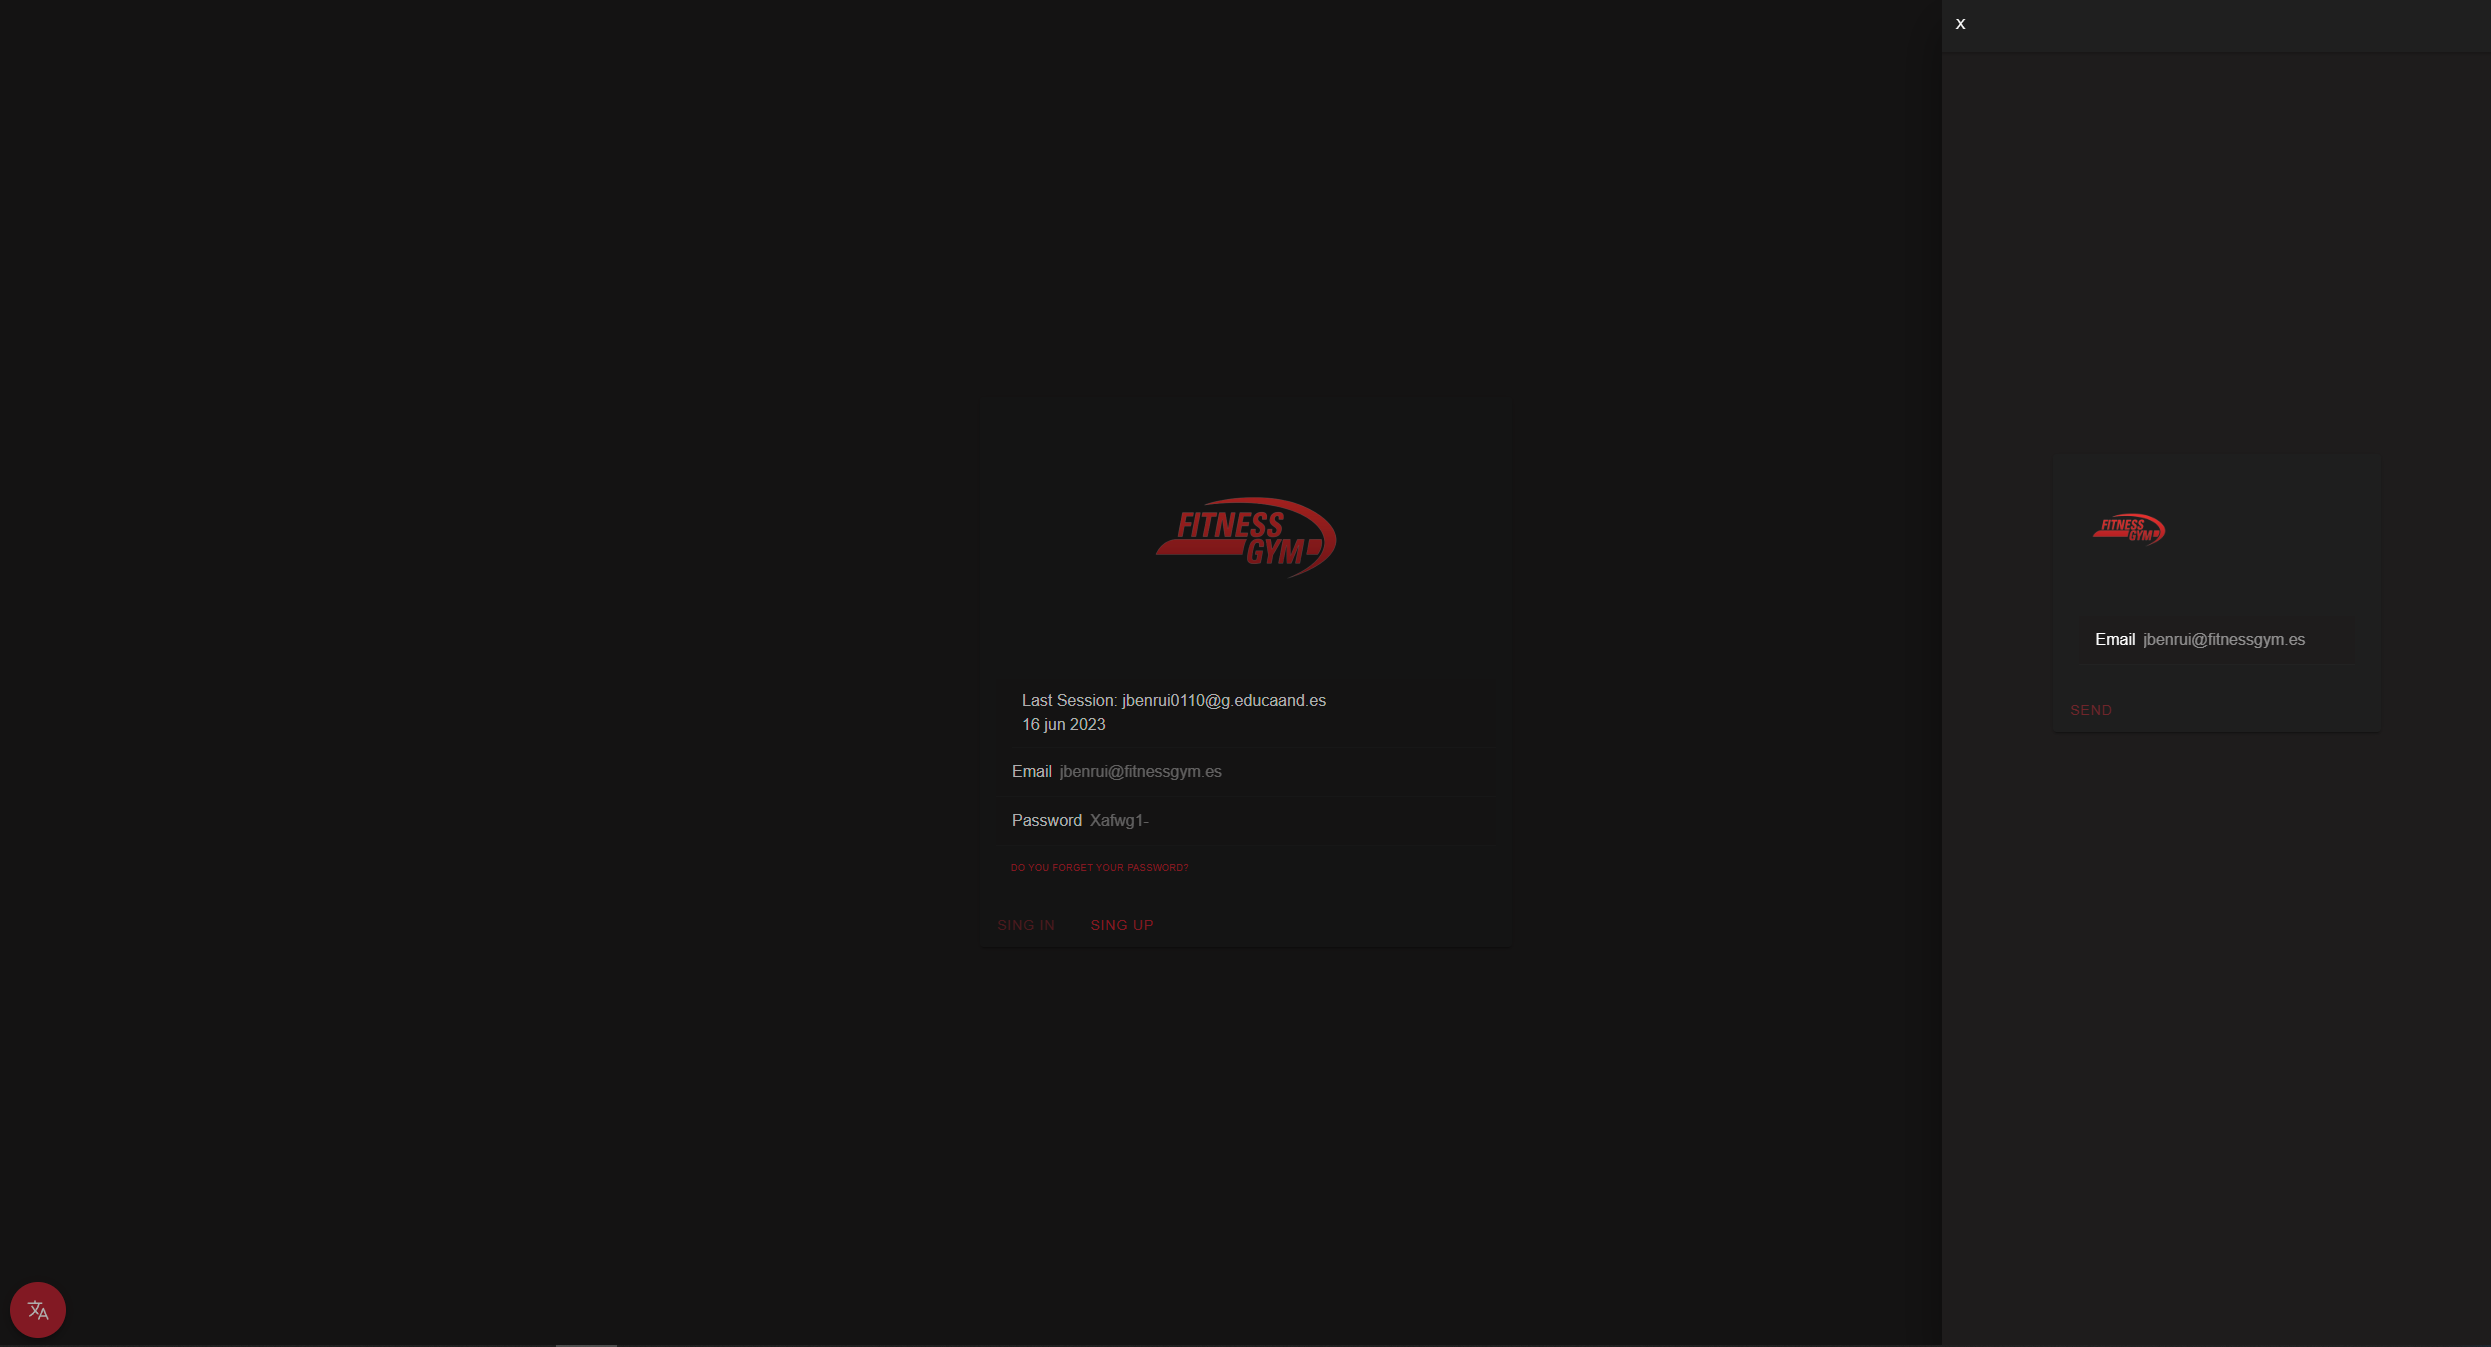 x
FITNESS
GYM
Last Session: jbenrui0110@g.educaand.es
16 jun 2023
Email jbenrui@fitnessgym.es
Password Xafwg1-
DO YOU FORGET YOUR PASSWORD?
SING IN SING UP
FITNESS
GYM
Email jbenrui@fitnessgym.es
SEND